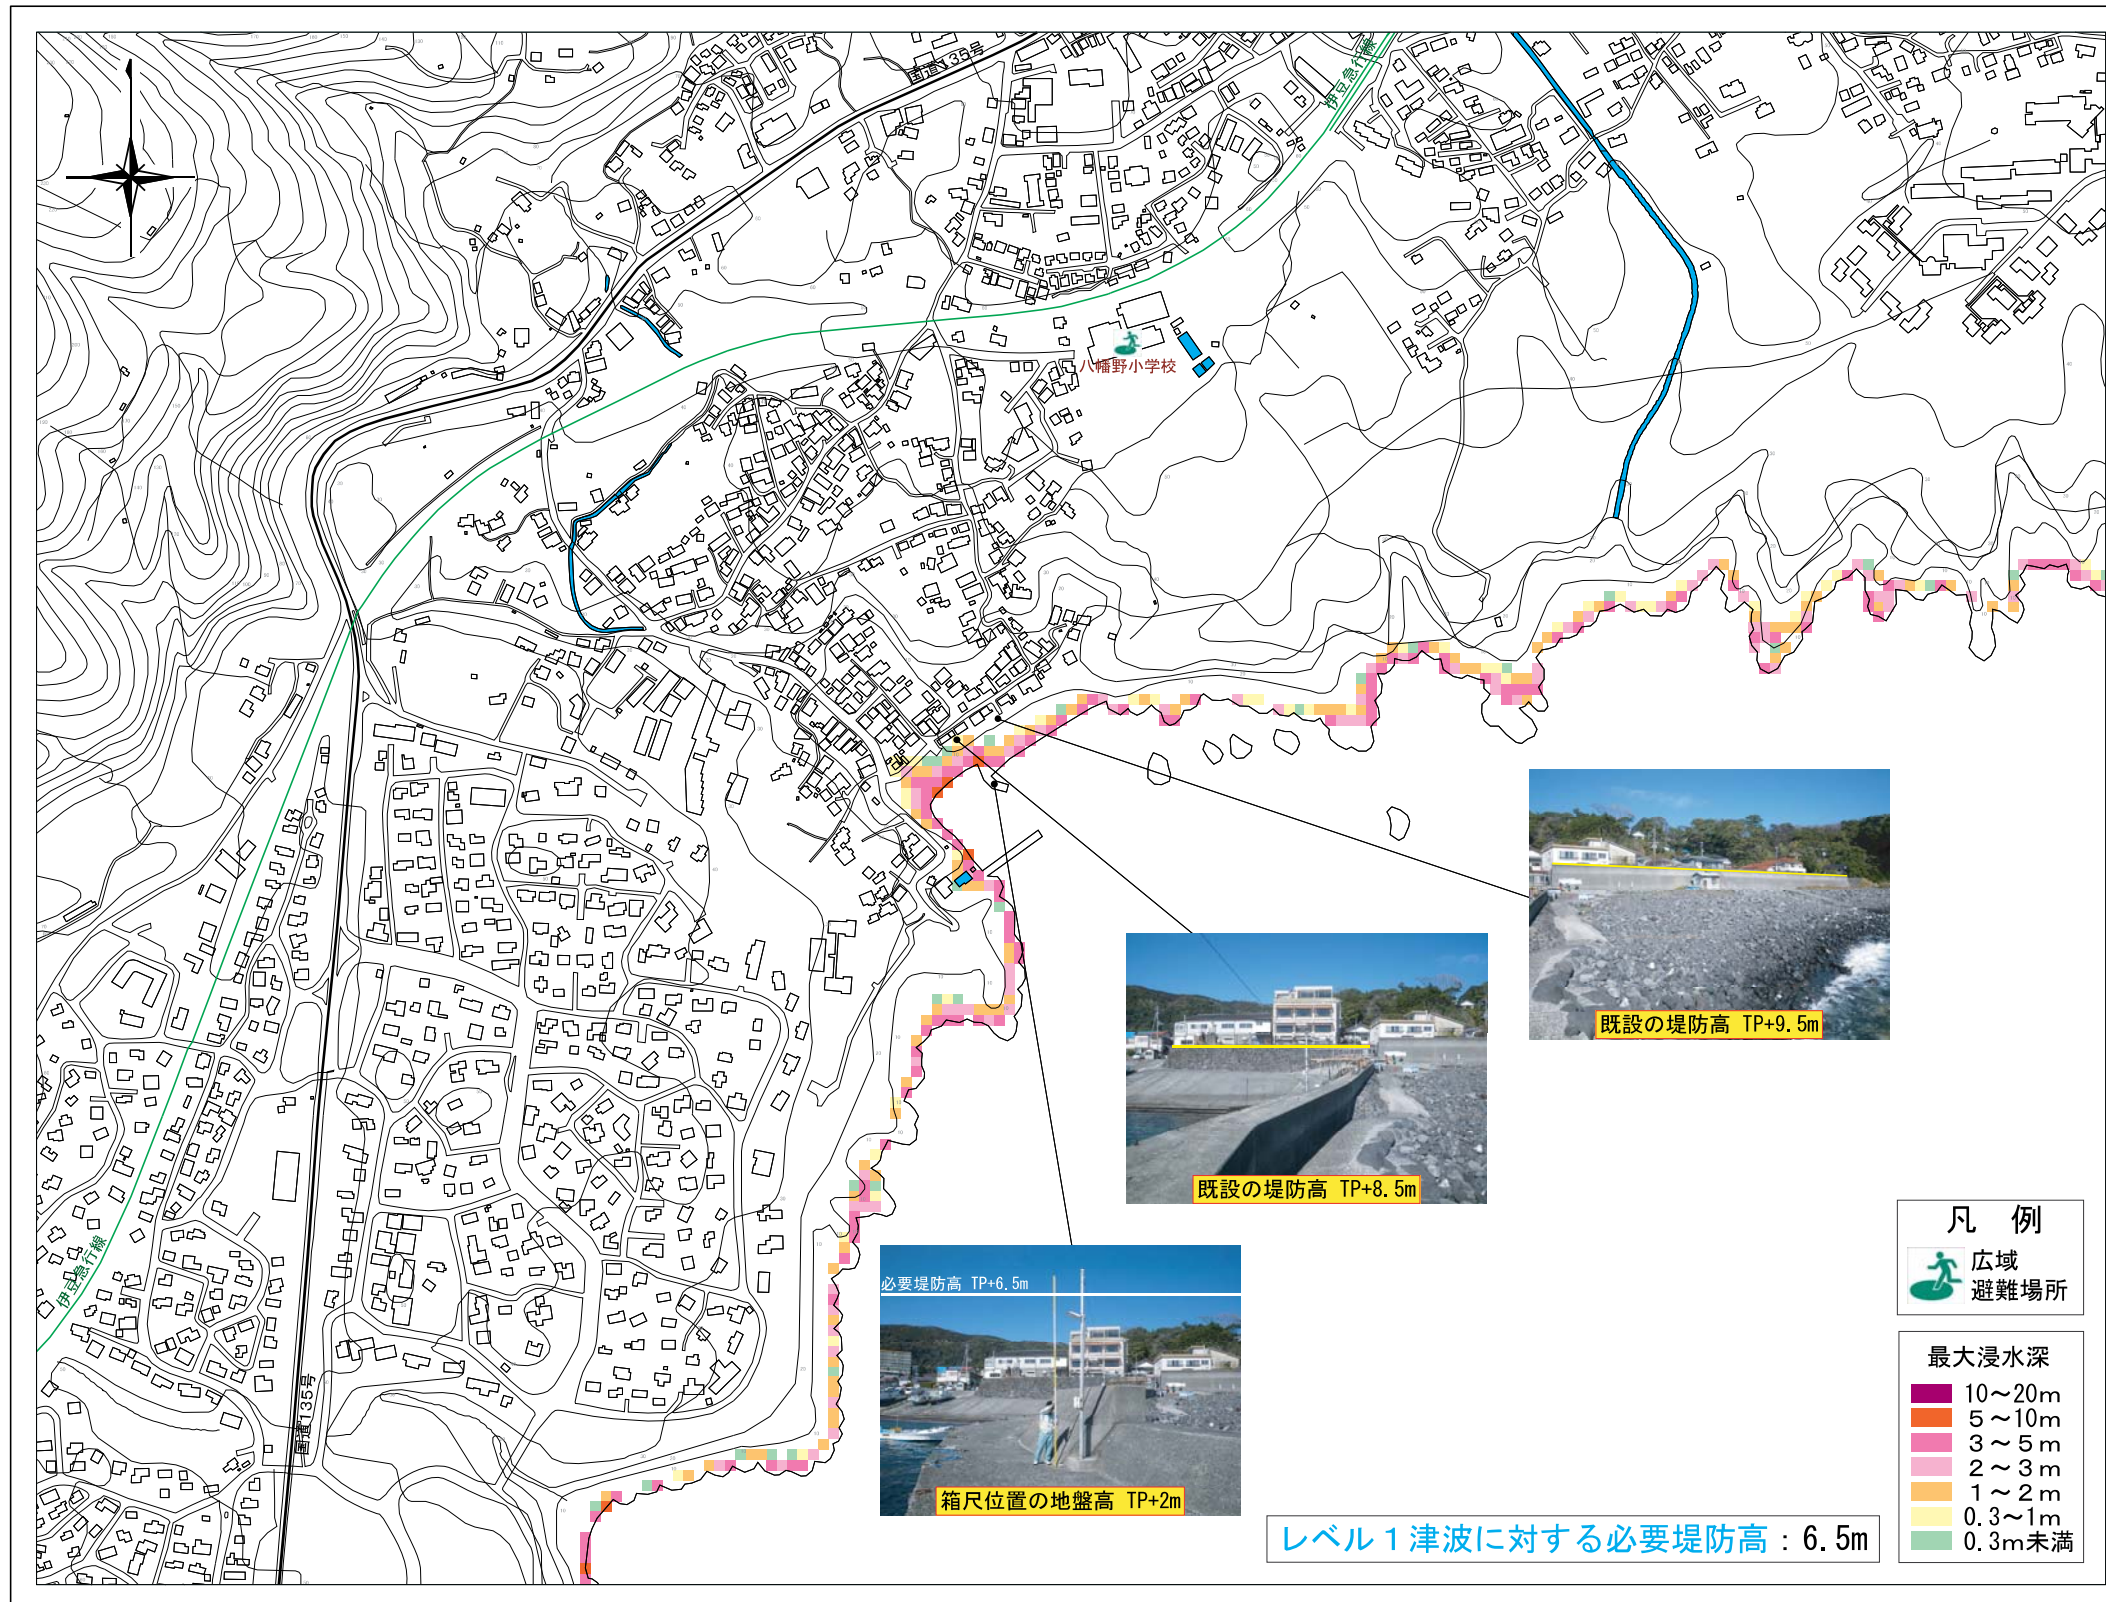 国道135号
伊豆急行線
八幡野小学校
既設の堤防高 TP+9.5m
既設の堤防高 TP+8.5m
必要堤防高 TP+6.5m
箱尺位置の地盤高 TP+2m
伊豆急行線
国道135号
凡 例
広域
避難場所
最大浸水深
10～20m
5～10m
3～5m
2～3m
1～2m
0.3～1m
0.3m未満
レベル1津波に対する必要堤防高：6.5m